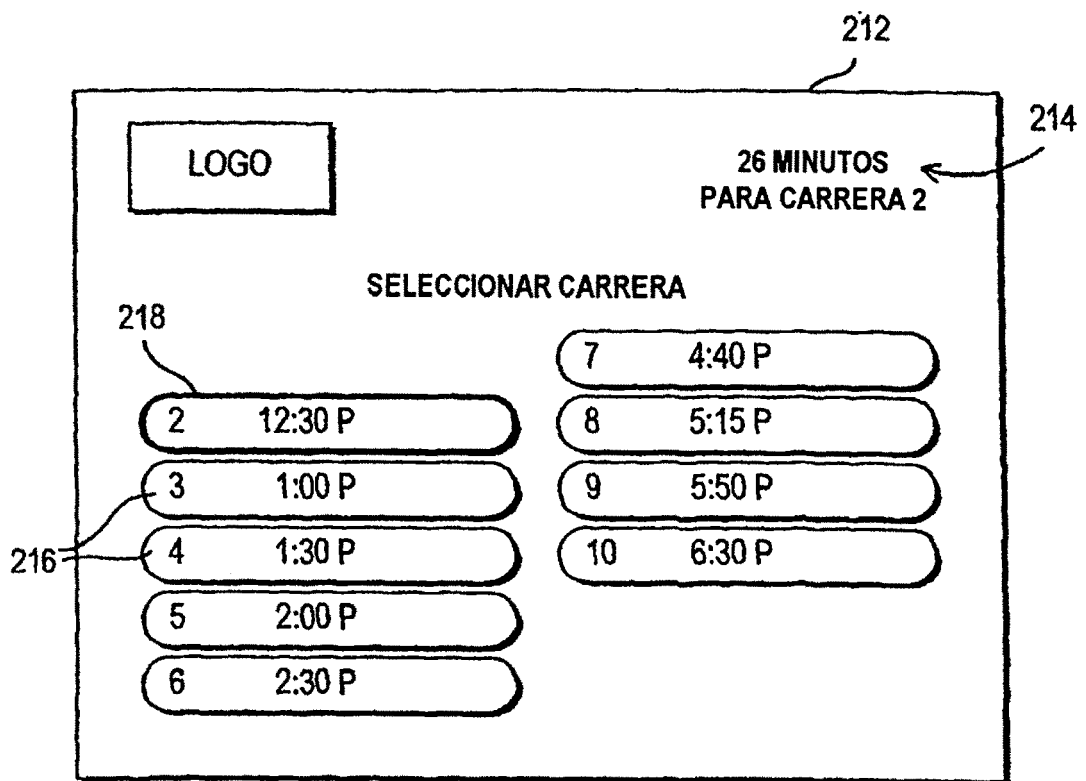 212
214
LOGO
26 MINUTOS
PARA CARRERA 2
SELECCIONAR CARRERA
218
2 12:30 P
3 1:00 P
4 1:30 P
5 2:00 P
6 2:30 P
216
7 4:40 P
8 5:15 P
9 5:50 P
10 6:30 P